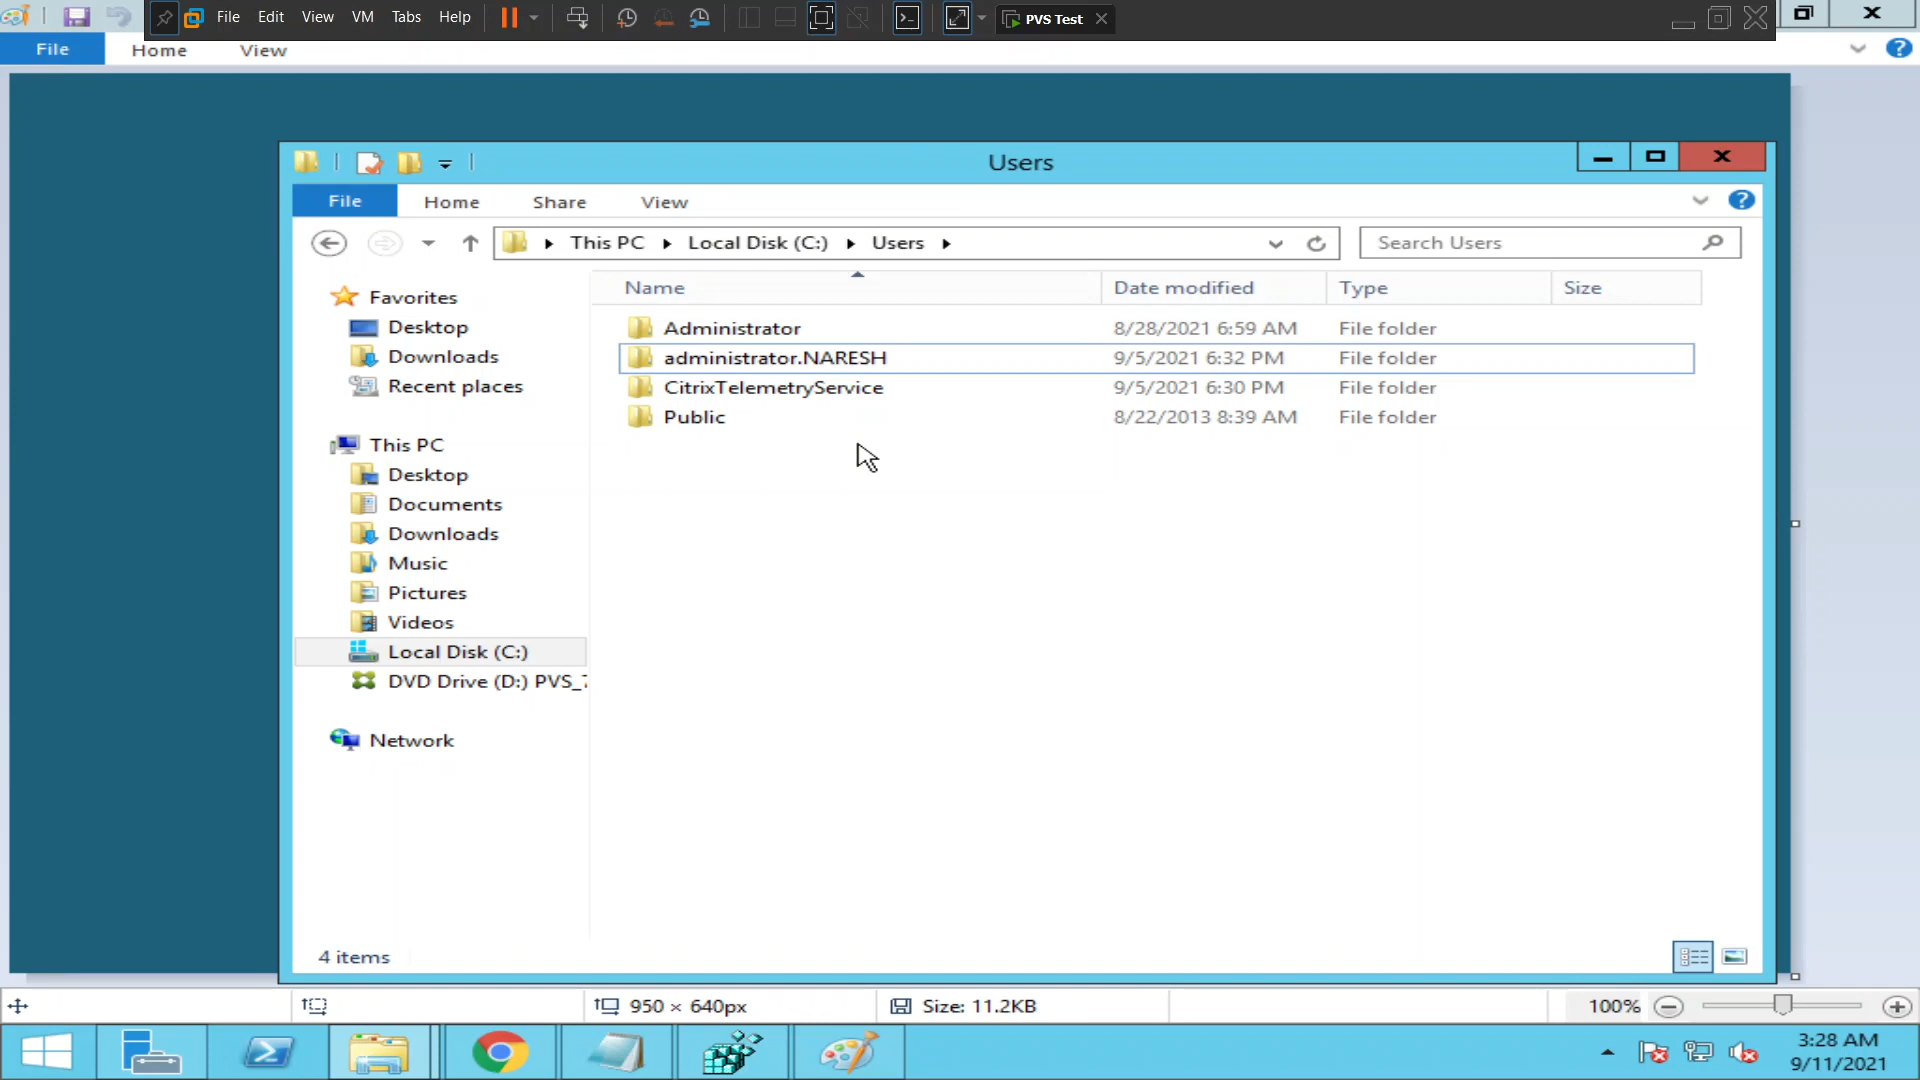 File Edit View VM Tabs Help PVS Test
File Home View
Users
File Home Share View
This PC Local Disk (C:) Users Search Users
Name Date modified Type Size
Favorites
Desktop
Downloads
Recent places
This PC
Desktop
Documents
Downloads
Music
Pictures
Videos
Local Disk (C:)
DVD Drive (D:) PVS_7
Network
Administrator 8/28/2021 6:59 AM File folder
administrator.NARESH 9/5/2021 6:32 PM File folder
CitrixTelemetryService 9/5/2021 6:30 PM File folder
Public 8/22/2013 8:39 AM File folder
4 items
950 × 640px Size: 11.2KB 100%
3:28 AM
9/11/2021